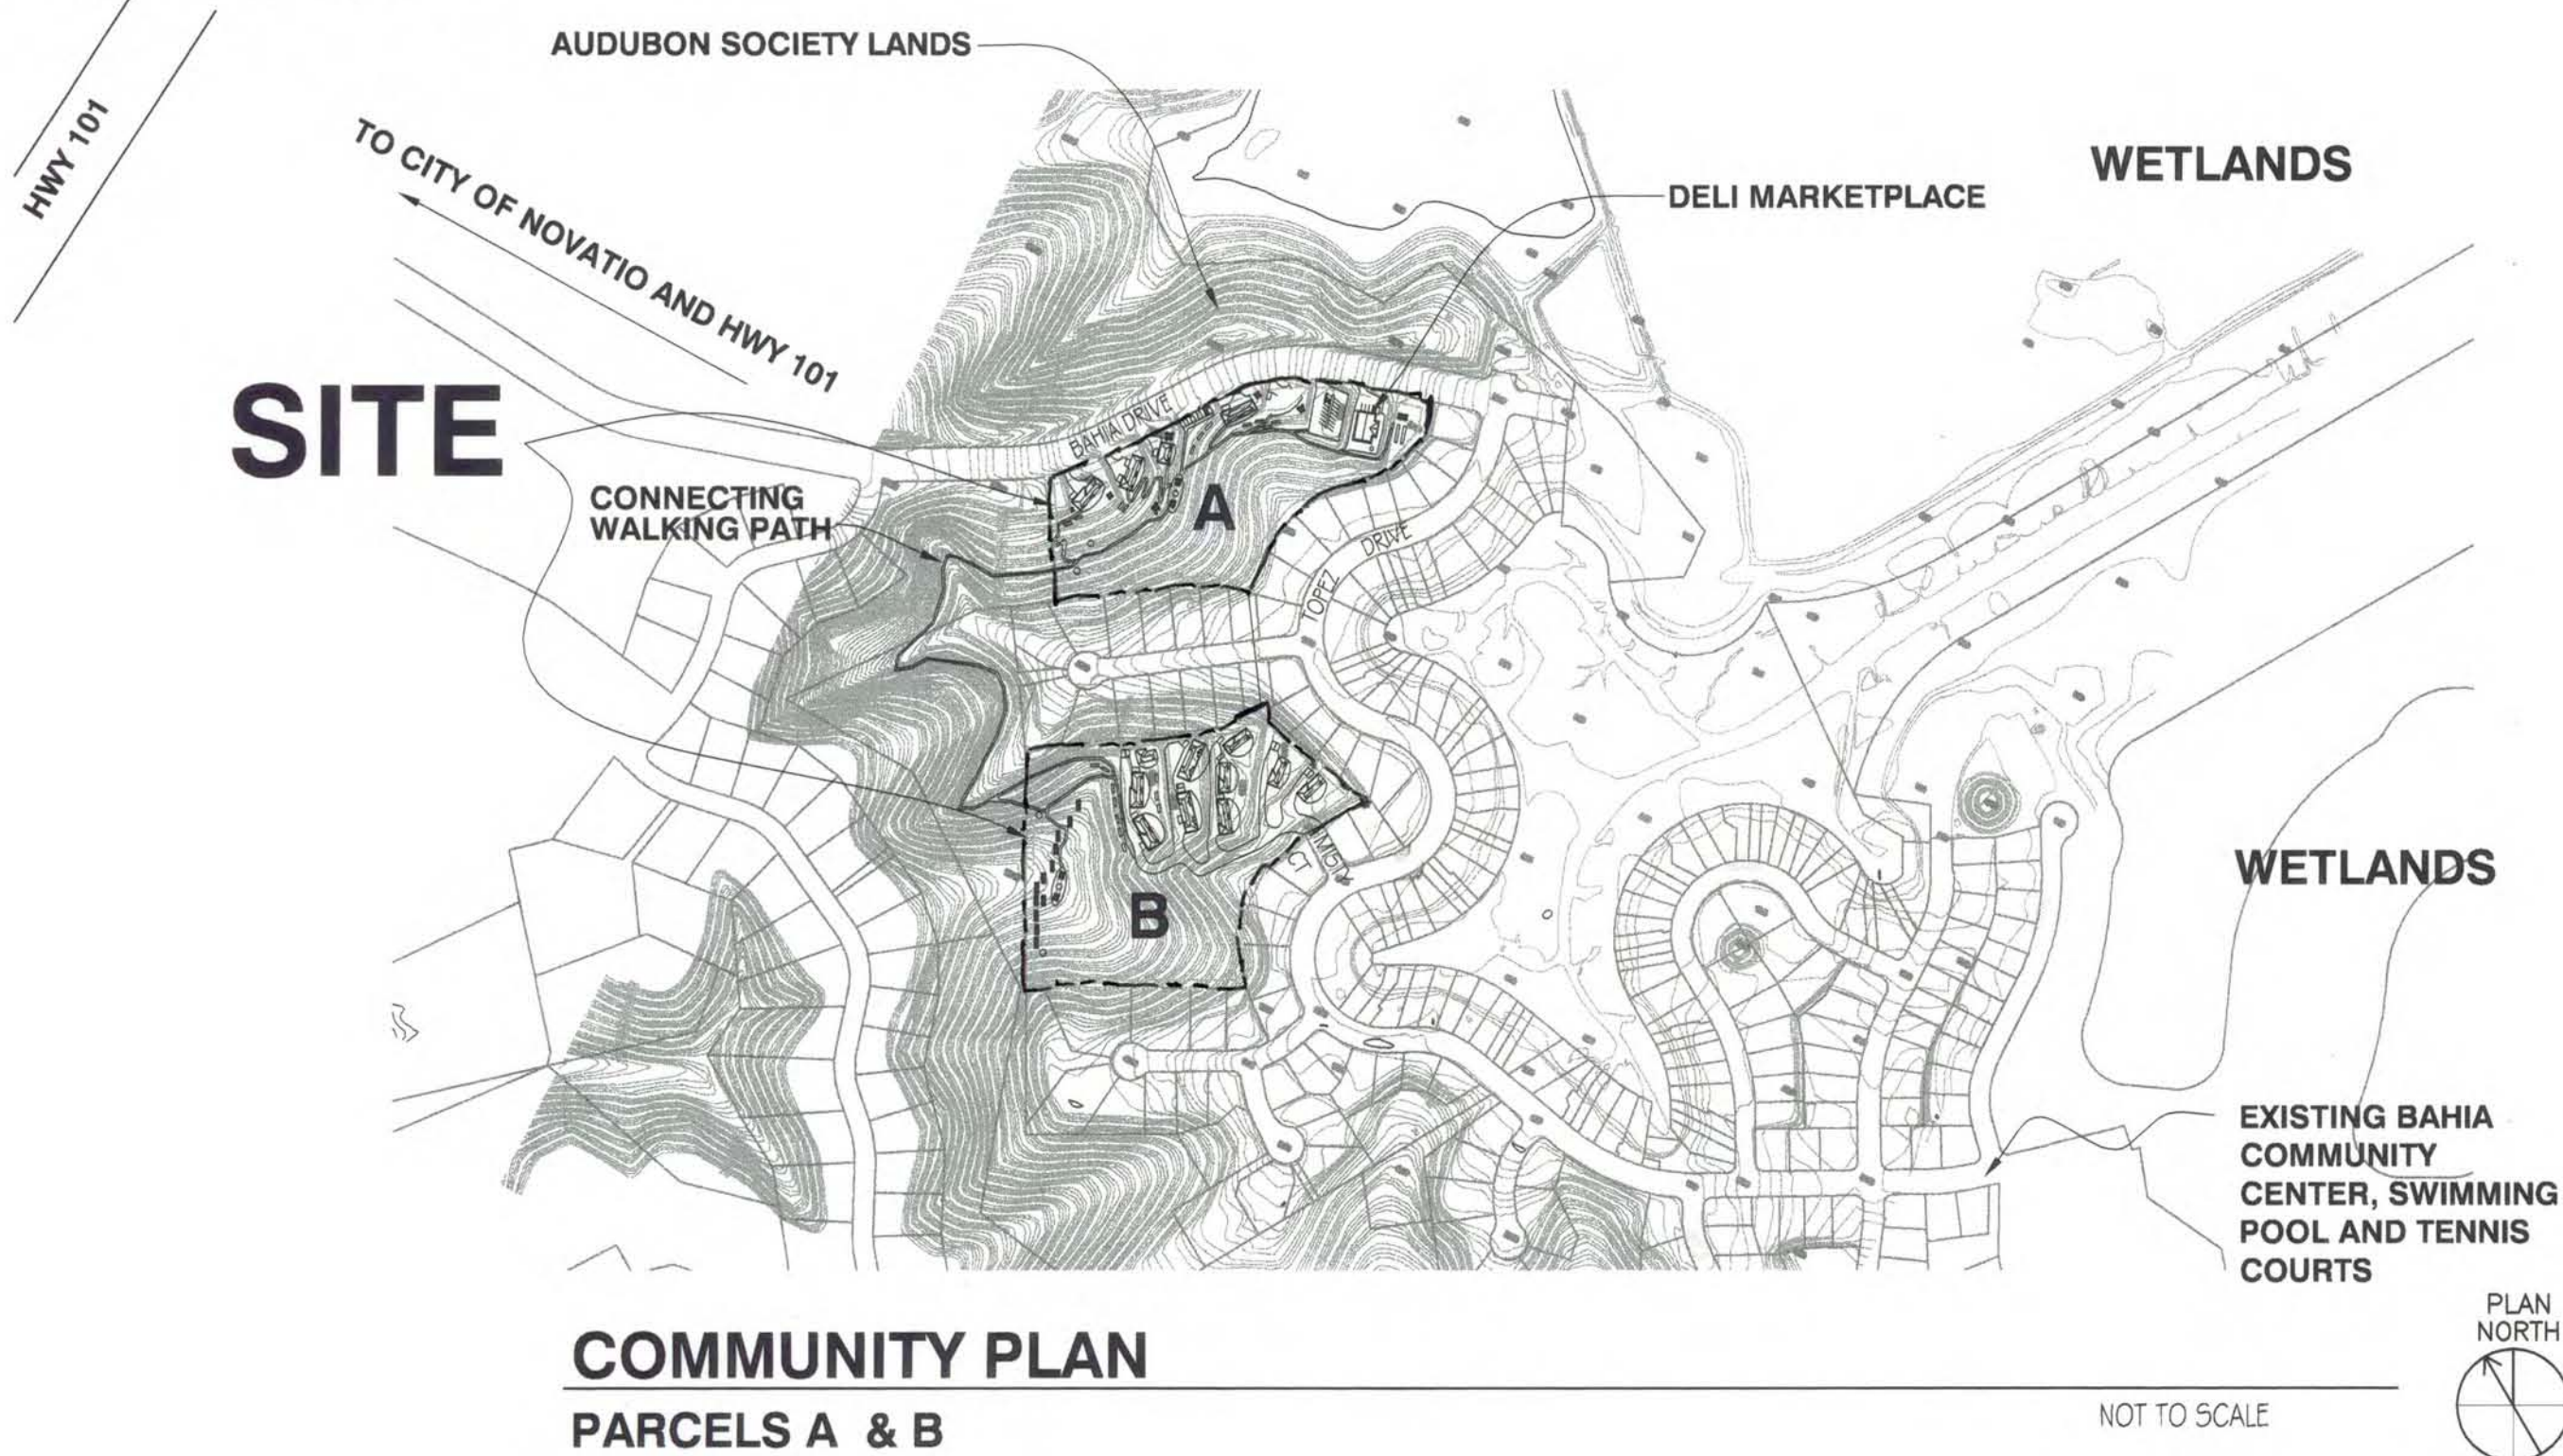 AUDUBON SOCIETY LANDS
HWY 101
TO CITY OF NOVATIO AND HWY 101
WETLANDS
DELI MARKETPLACE
SITE
BAHIA DRIVE
CONNECTING
WALKING PATH
A
TOPEZ DRIVE
CT
B
WETLANDS
EXISTING BAHIA
COMMUNITY
CENTER, SWIMMING
POOL AND TENNIS
COURTS
PLAN
NORTH
COMMUNITY PLAN
NOT TO SCALE
PARCELS A & B